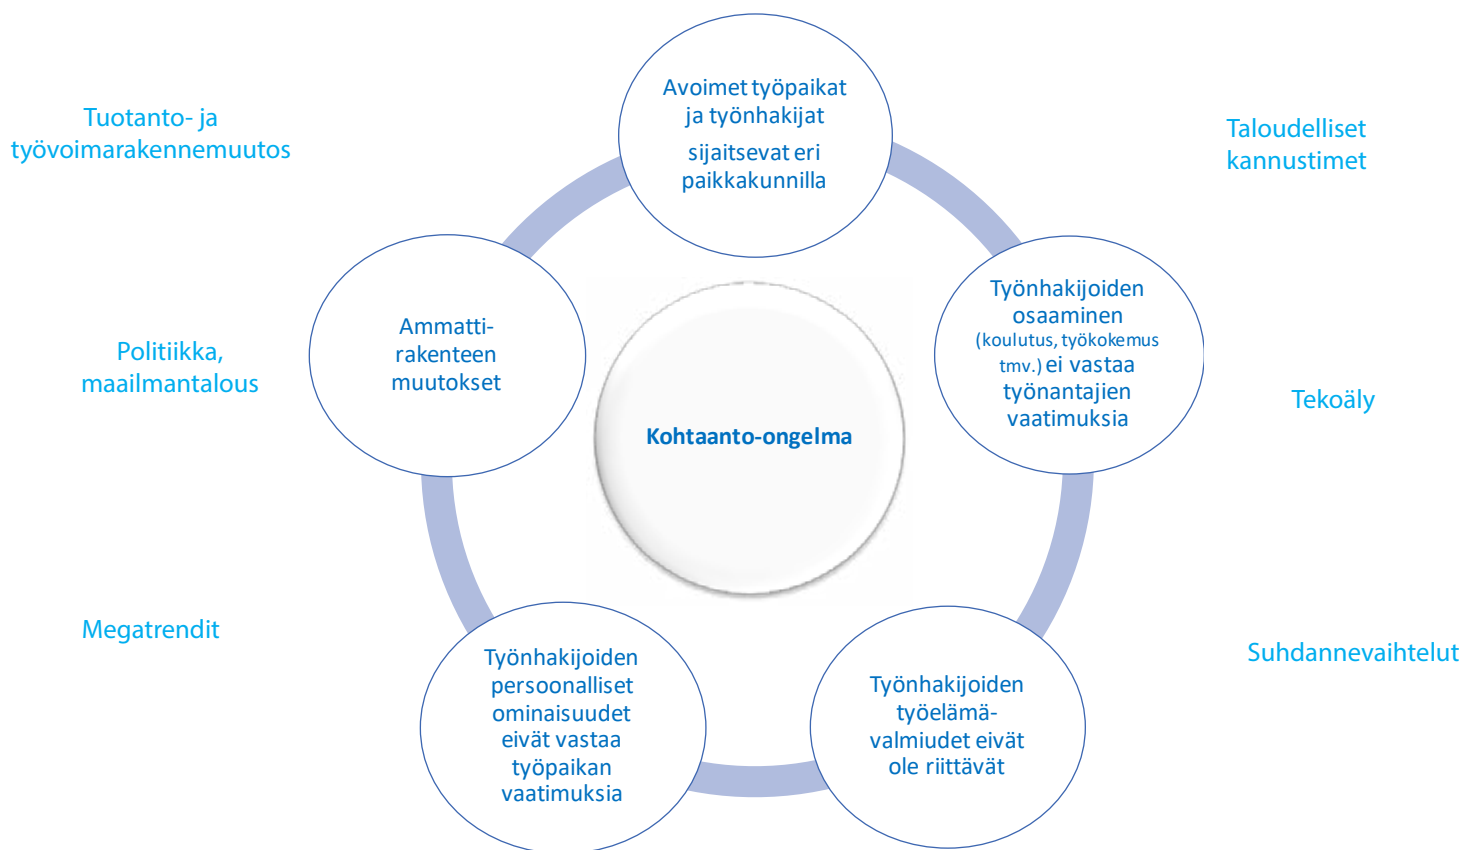 Avoimet työpaikat
ja työnhakijat
sijaitsevat eri
paikkakunnilla
Tuotanto- ja
työvoimarakennemuutos
Taloudelliset
kannustimet
Työnhakijoiden
osaaminen
(koulutus, työkokemus
tmv.) ei vastaa
työnantajien
vaatimuksia
Ammatti-
rakenteen
muutokset
Politiikka,
maailmantalous
Tekoäly
Kohtaanto-ongelma
Megatrendit
Suhdannevaihtelut
Työnhakijoiden
persoonalliset
ominaisuudet
eivät vastaa
työpaikan
vaatimuksia
Työnhakijoiden
työelämä-
valmiudet eivät
ole riittävät